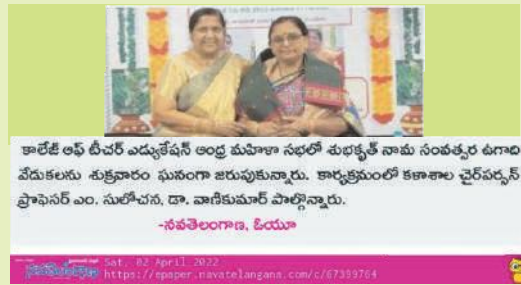 కాలేజ్ ఆఫ్ టీచర్ ఎడ్యుకేషన్ ఆంధ్ర మహిళా సభలో శుభకృత్ నామ సంవత్సర ఉగాది
వేడుకలను శుక్రవారం ఘనంగా జరుపుకున్నారు. కార్యక్రమంలో కళాశాల చైర్‌పర్సన్
ప్రొఫెసర్ ఎం. సులోచన, డా. వాణికుమార్ పాల్గొన్నారు.
-నవతెలంగాణ, ఓయూ
నవతెలంగాణ Sat, 02 April 2022
https://epaper.navatelangana.com/c/67399764